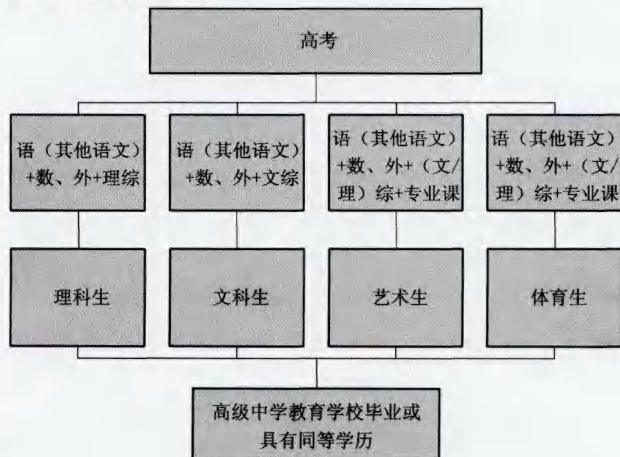 高考
语（其他语文）
+数、外+理综
语（其他语文）
+数、外+文综
语（其他语文）
+数、外+（文/
理）综+专业课
语（其他语文）
+数、外+（文/
理）综+专业课
理科生
文科生
艺术生
体育生
高级中学教育学校毕业或
具有同等学历